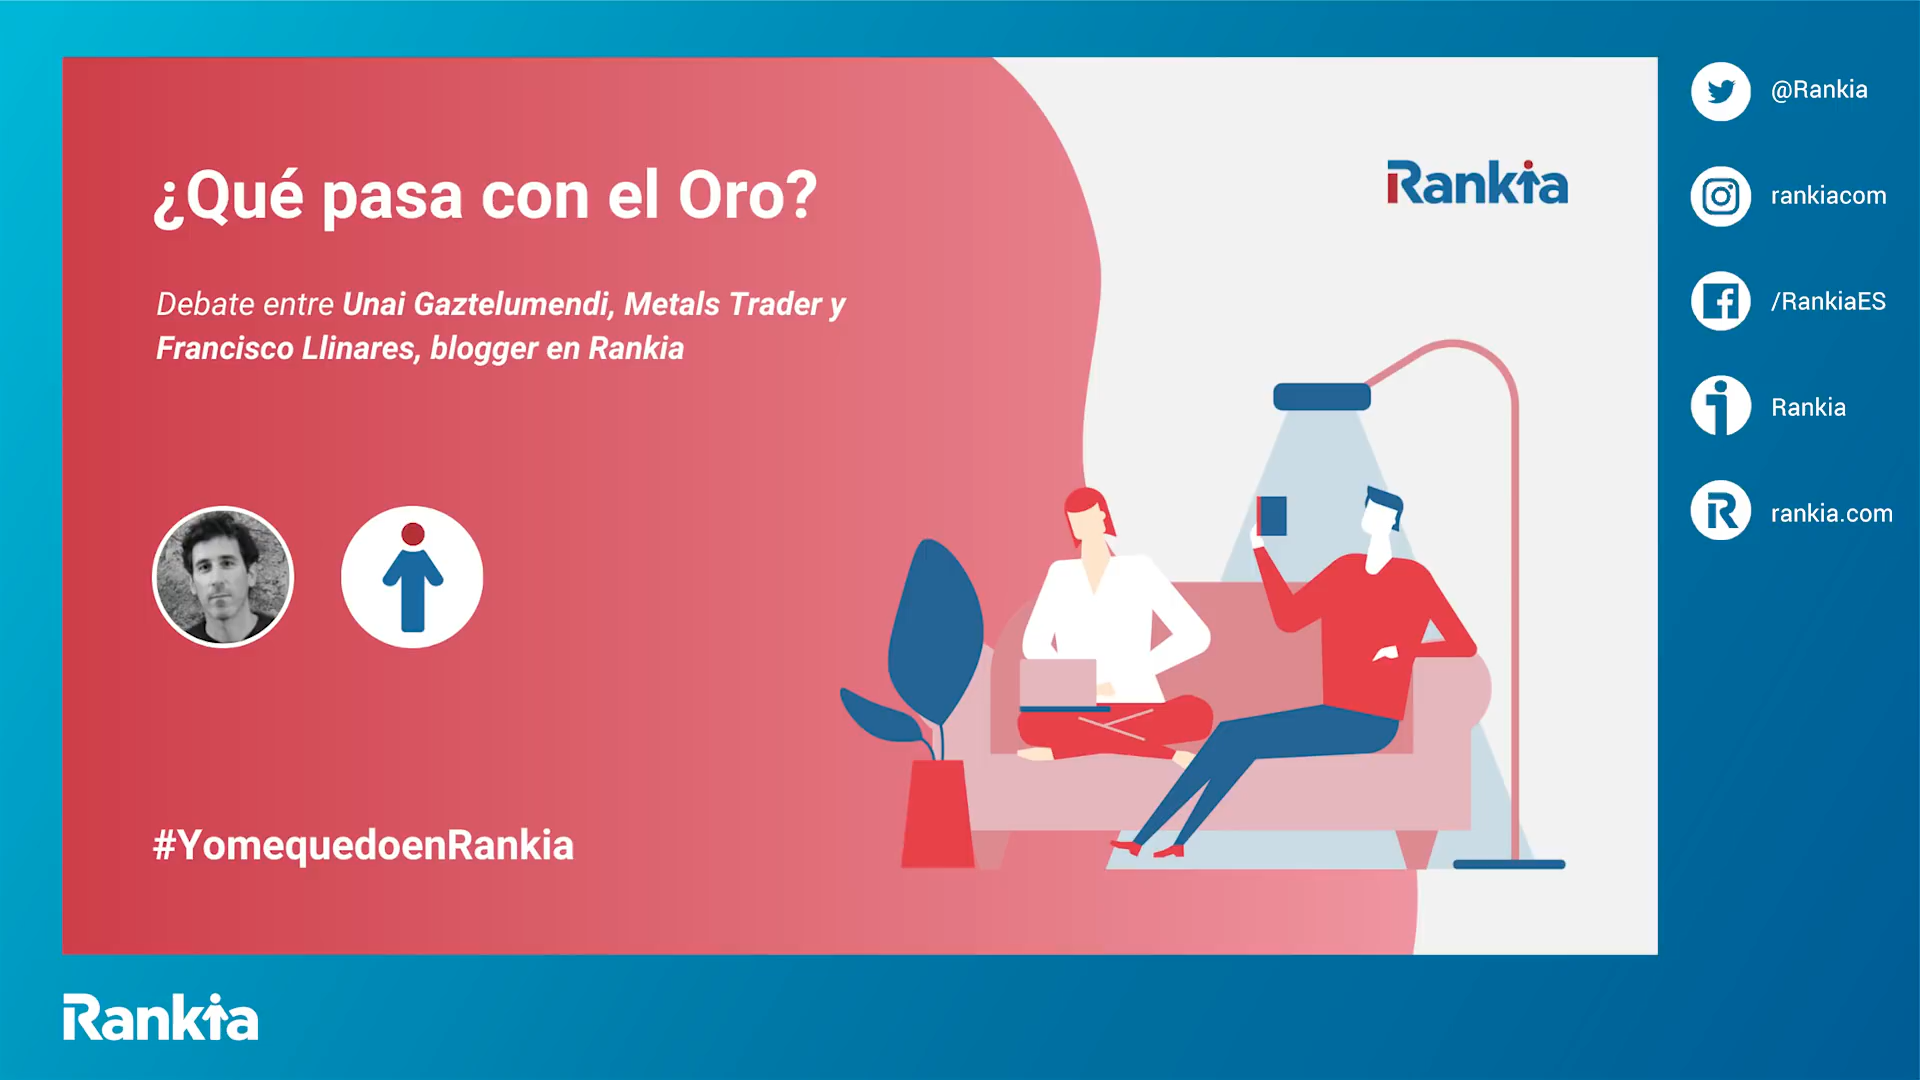 ¿Qué pasa con el Oro?
Debate entre Unai Gaztelumendi, Metals Trader y
Francisco Llinares, blogger en Rankia
#YomequedoenRankia
Rankia
@Rankia
rankiacom
/RankiaES
Rankia
rankia.com
Rankia